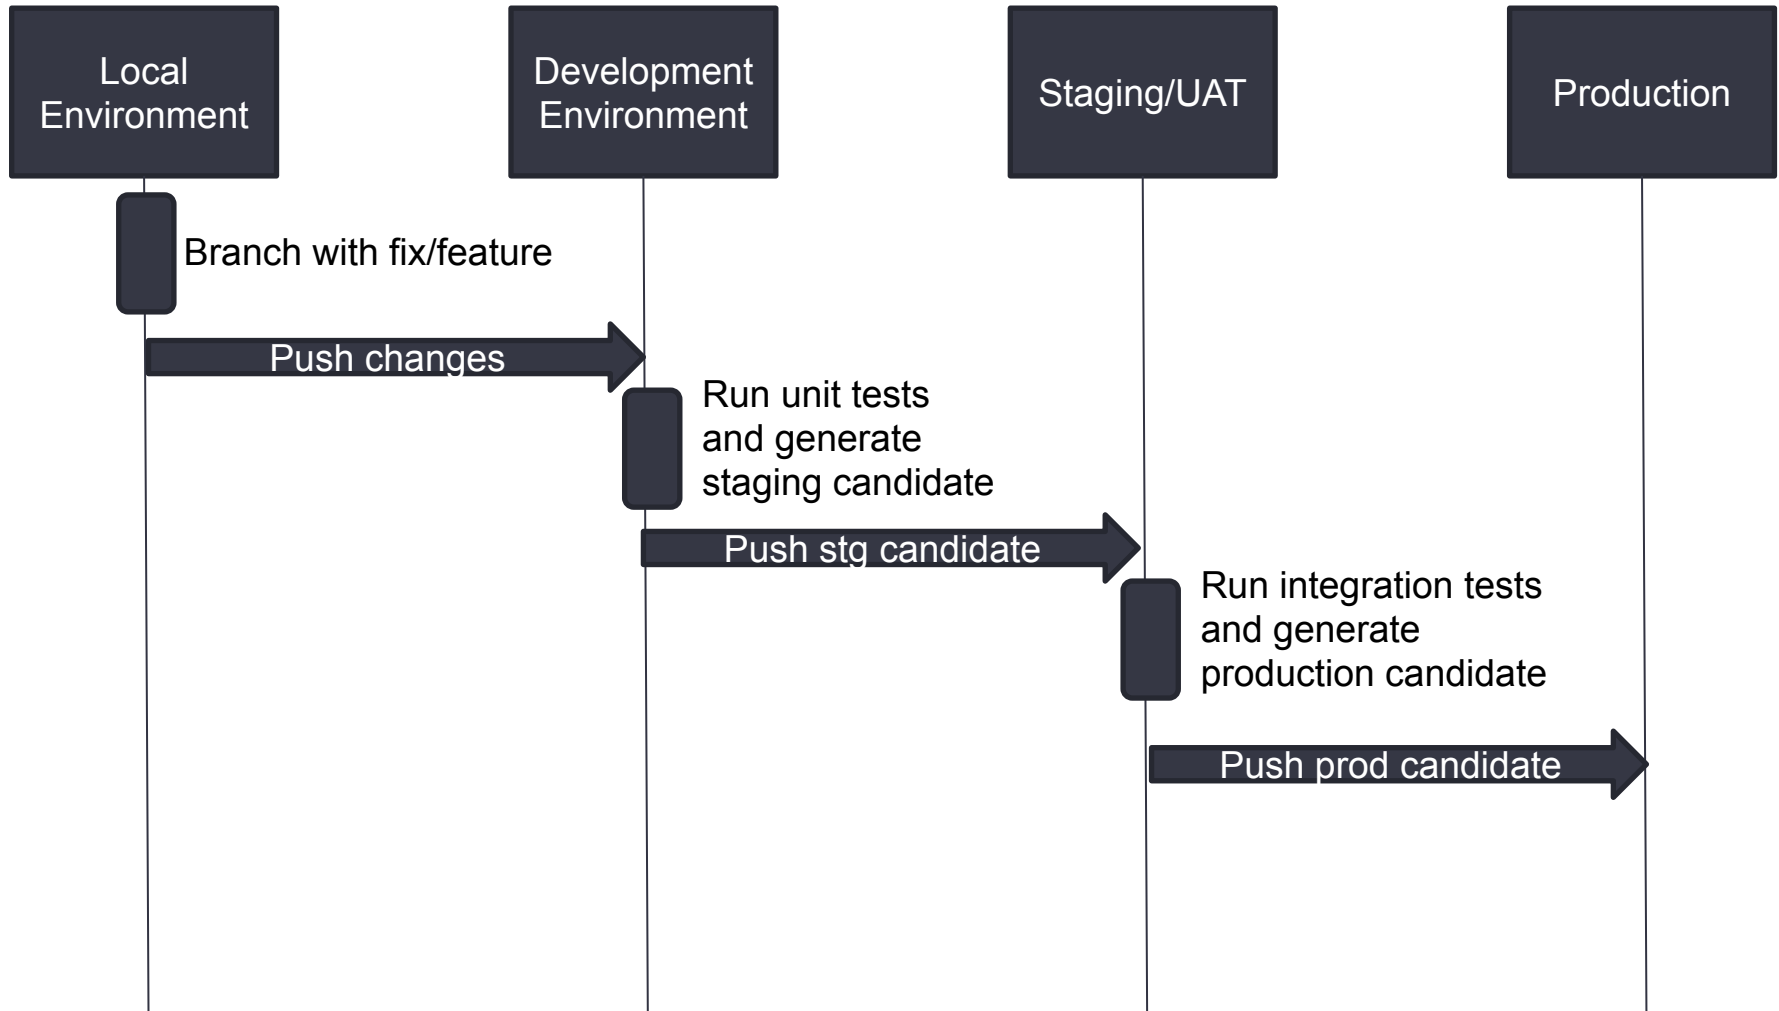 Local
Environment
Development
Environment
Staging/UAT
Production
Branch with fix/feature
Push changes
Run unit tests
and generate
staging candidate
Push stg candidate
Run integration tests
and generate
production candidate
Push prod candidate